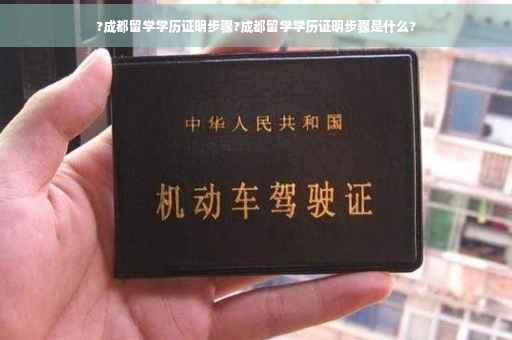 ?成都留学学历证明步骤?成都留学学历证明步骤是什么?
中华人民共和国
机动车驾驶证